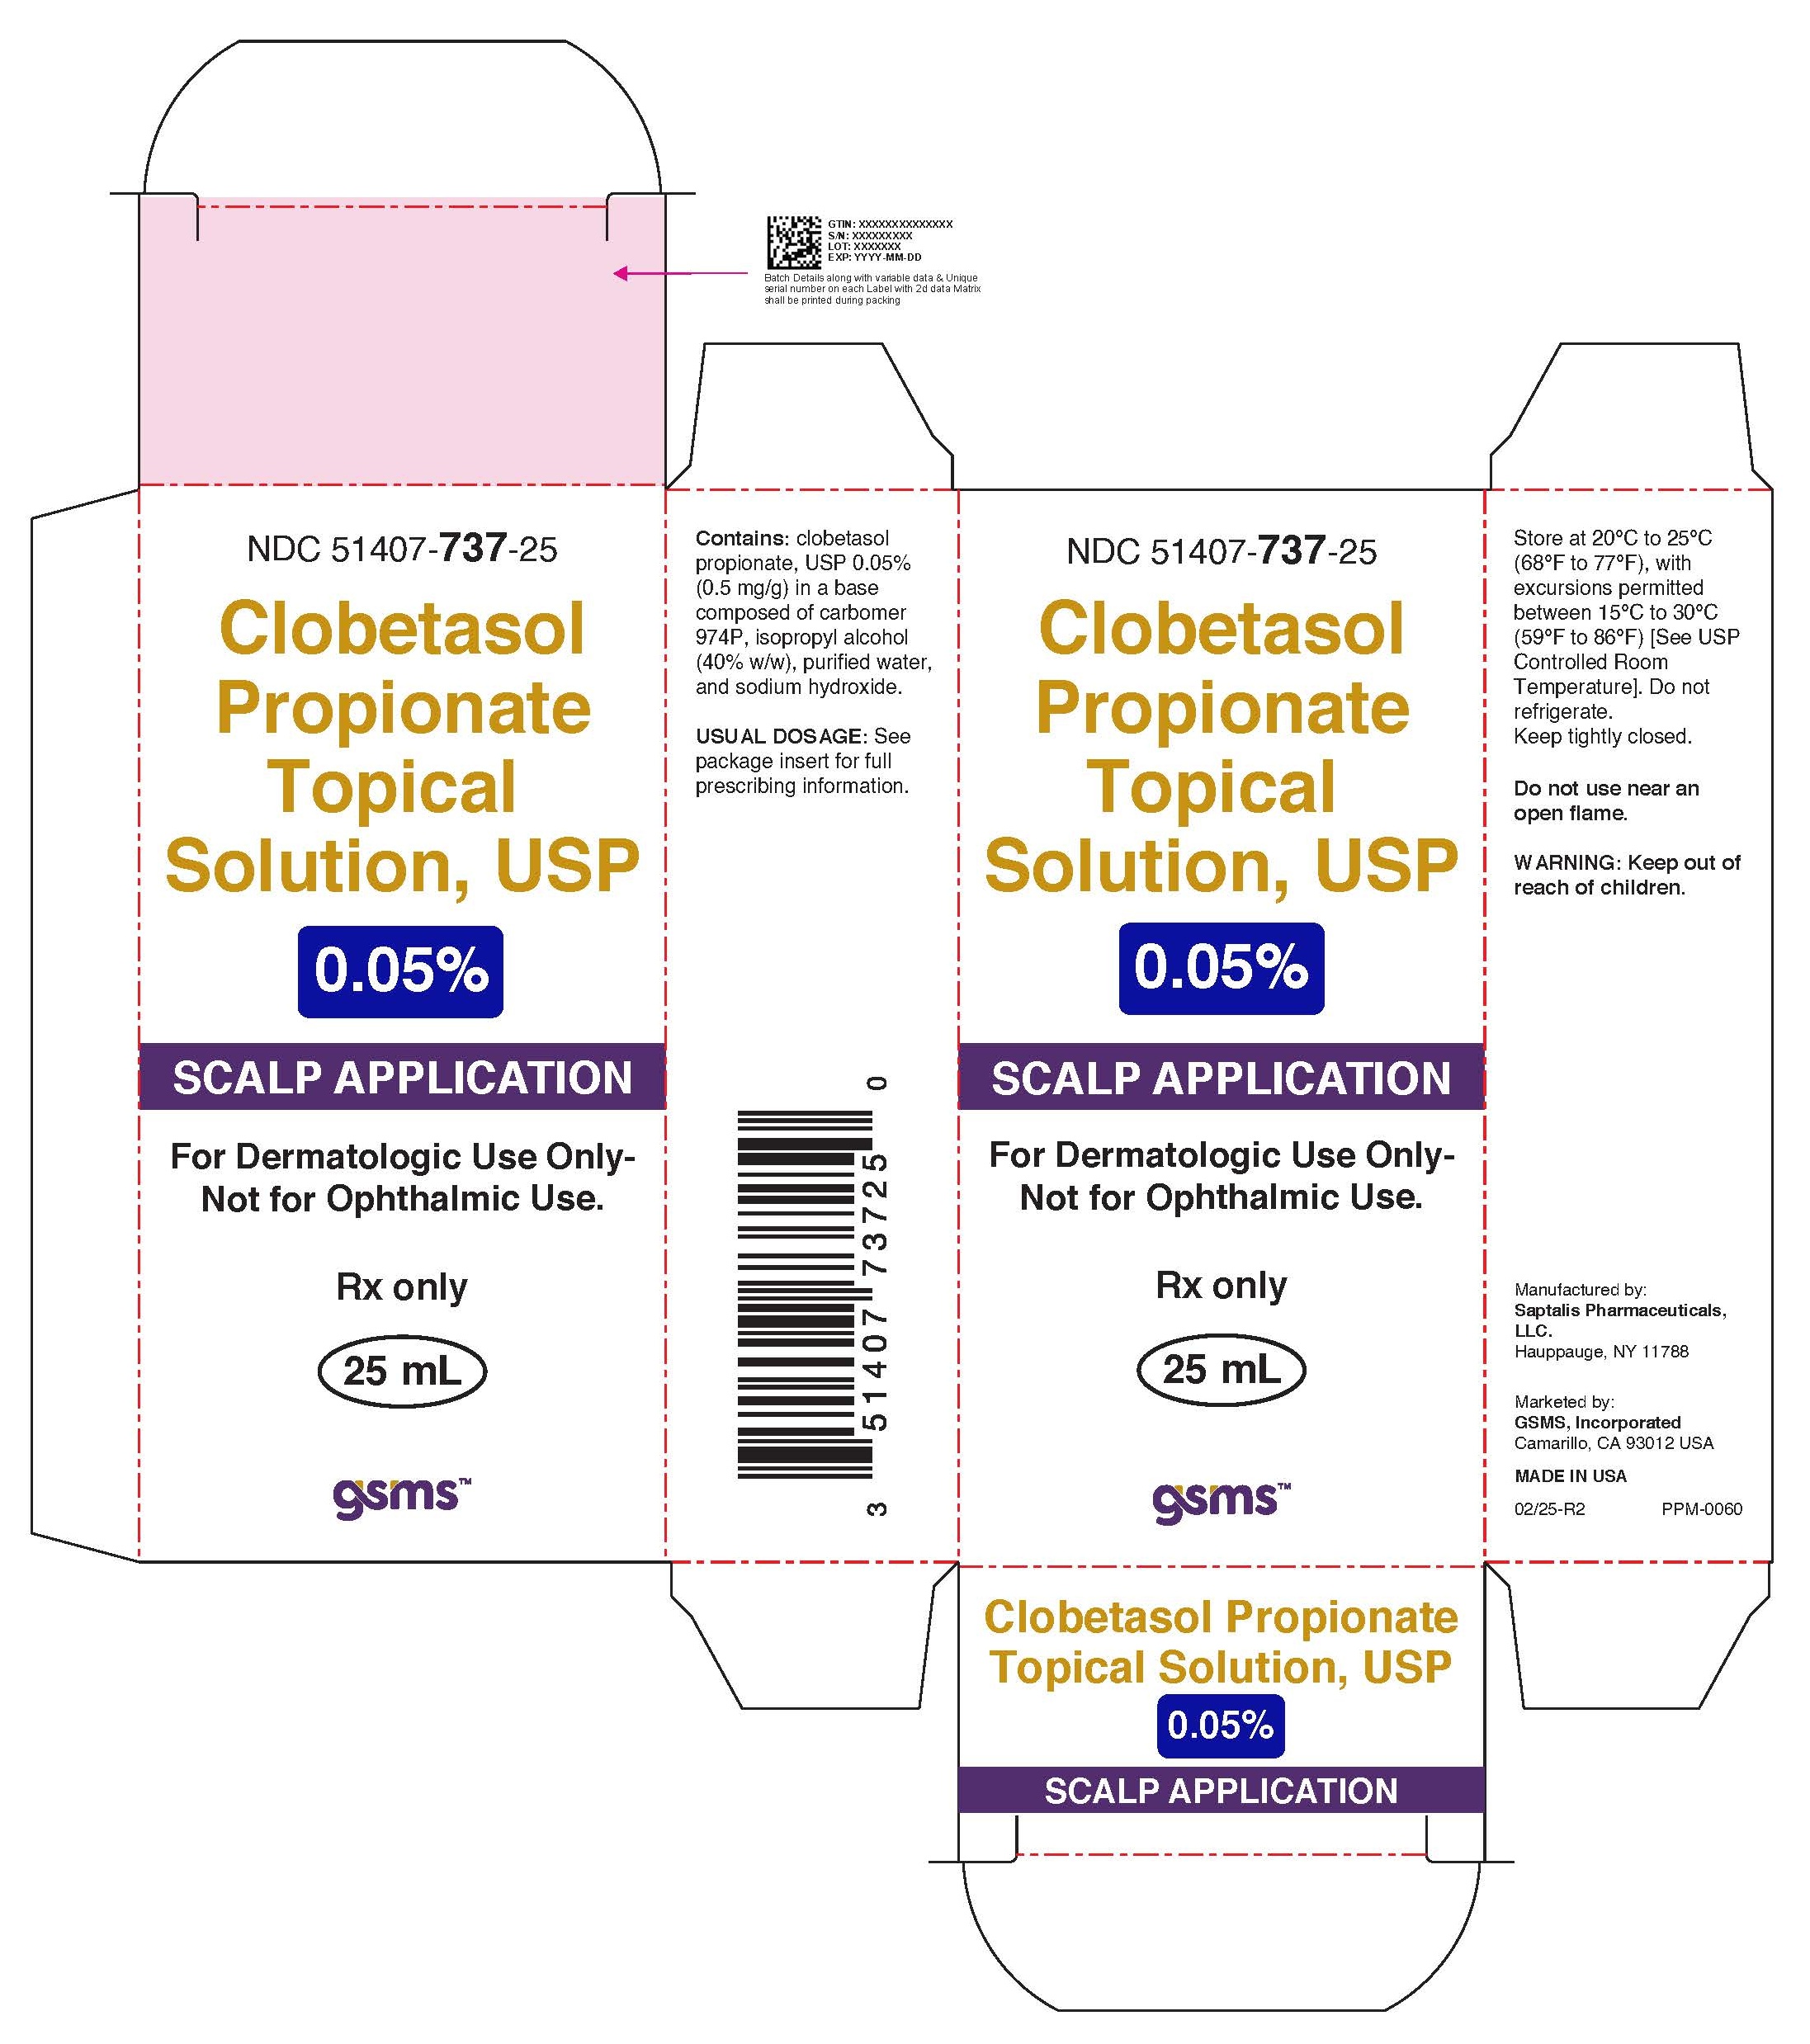 GTIN: XXXXXXXXXXXXXX
S/N: XXXXXXXXX
LOT: XXXXXXX
EXP: YYYY-MM-DD
Batch Details along with variable data & Unique
serial number on each Label with 2d data Matrix
shall be printed during packing
NDC 51407-737-25
Clobetasol
Propionate
Topical
Solution, USP
0.05%
SCALP APPLICATION
For Dermatologic Use Only-
Not for Ophthalmic Use.
Rx only
25 mL
gsms™
Contains: clobetasol
propionate, USP 0.05%
(0.5 mg/g) in a base
composed of carbomer
974P, isopropyl alcohol
(40% w/w), purified water,
and sodium hydroxide.
USUAL DOSAGE: See
package insert for full
prescribing information.
3 51407 73725 0
NDC 51407-737-25
Clobetasol
Propionate
Topical
Solution, USP
0.05%
SCALP APPLICATION
For Dermatologic Use Only-
Not for Ophthalmic Use.
Rx only
25 mL
gsms™
Store at 20°C to 25°C
(68°F to 77°F), with
excursions permitted
between 15°C to 30°C
(59°F to 86°F) [See USP
Controlled Room
Temperature]. Do not
refrigerate.
Keep tightly closed.
Do not use near an
open flame.
WARNING: Keep out of
reach of children.
Manufactured by:
Saptalis Pharmaceuticals,
LLC.
Hauppauge, NY 11788
Marketed by:
GSMS, Incorporated
Camarillo, CA 93012 USA
MADE IN USA
02/25-R2 PPM-0060
Clobetasol Propionate
Topical Solution, USP
0.05%
SCALP APPLICATION